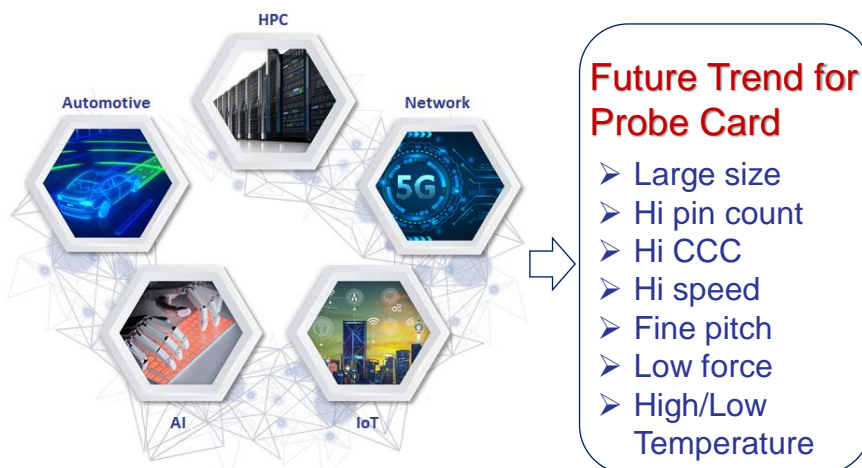 HPC
Automotive
Network
5G
AI
IoT
Future Trend for
Probe Card
Large size
Hi pin count
Hi CCC
Hi speed
Fine pitch
Low force
High/Low
Temperature